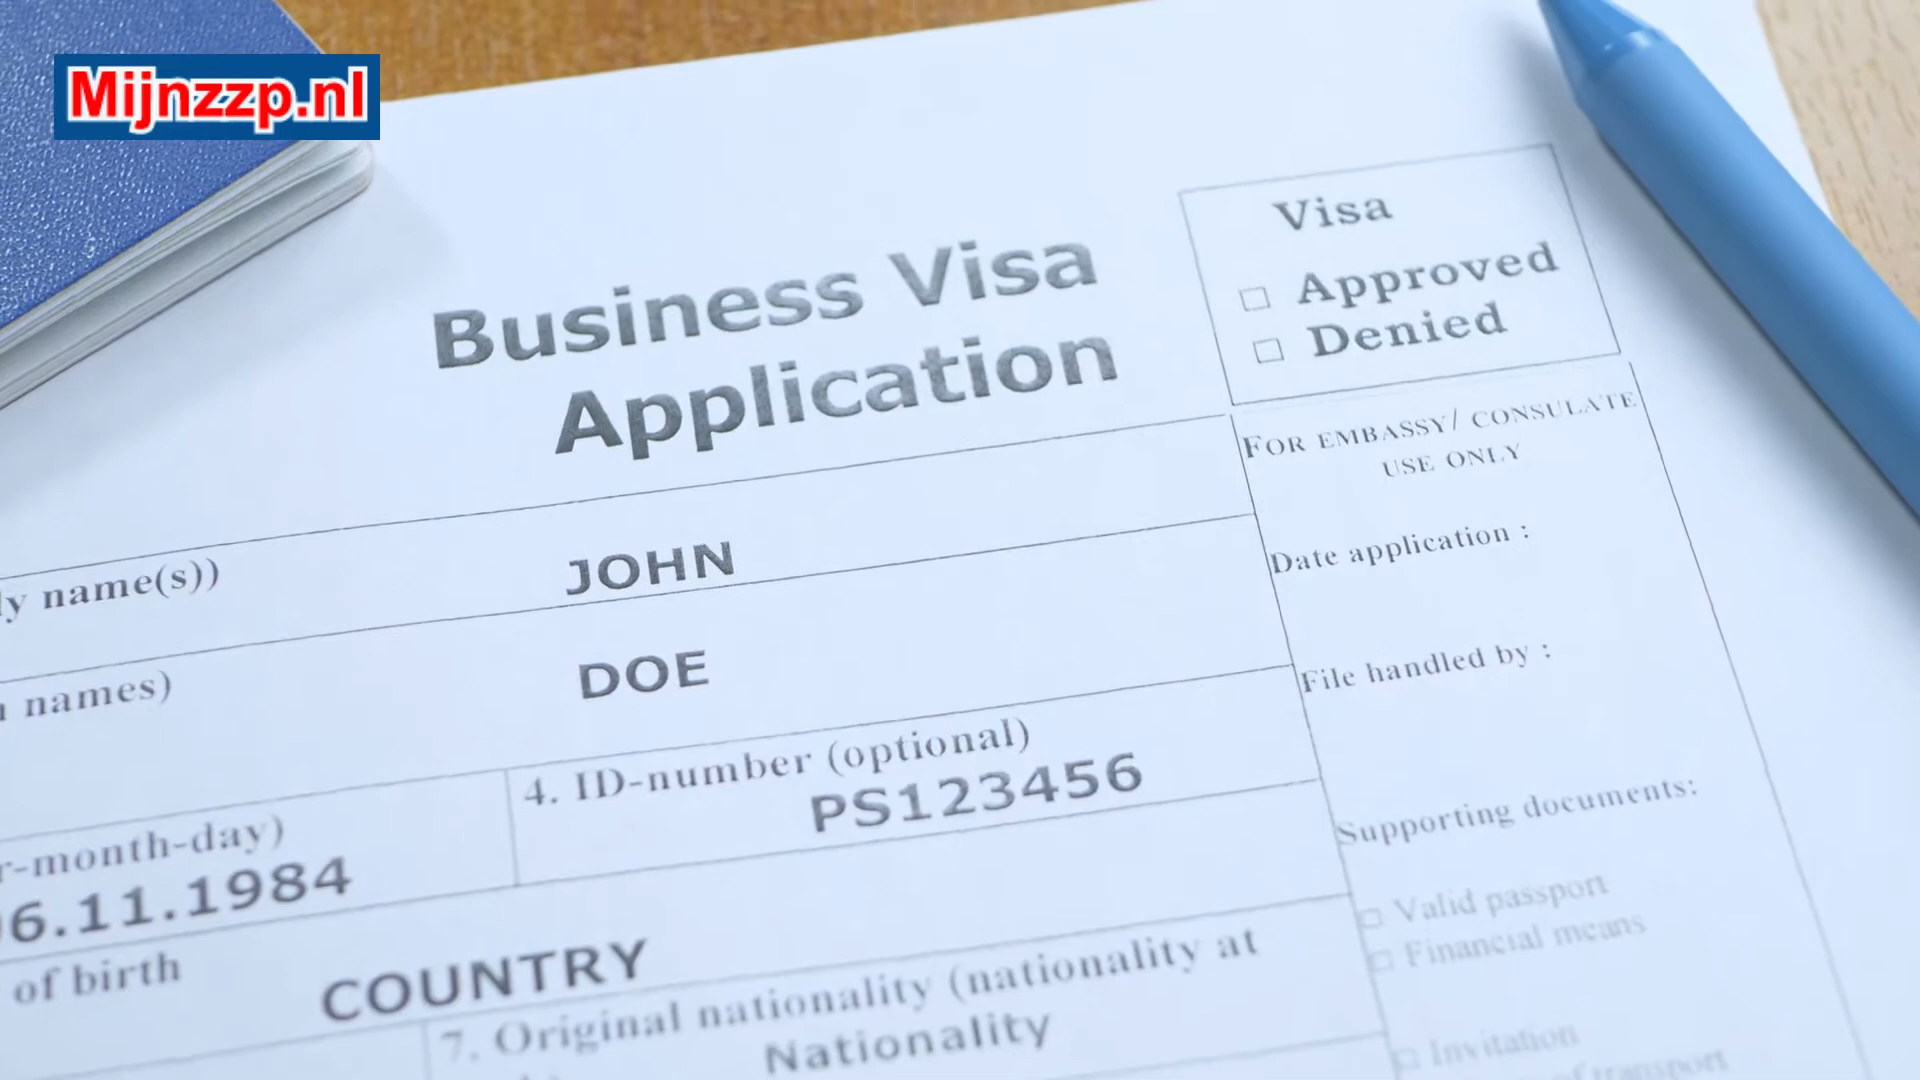 Mijnzzp.nl
Business Visa
Application
Visa
□ Approved
□ Denied
FOR EMBASSY/ CONSULATE
USE ONLY
Date application :
File handled by :
Supporting documents:
□ Valid passport
□ Financial means
□ Invitation
of transport
y name(s))
JOHN
names)
DOE
r-month-day)
6.11.1984
4. ID-number (optional)
PS123456
of birth
COUNTRY
7. Original nationality (nationality at
Nationality